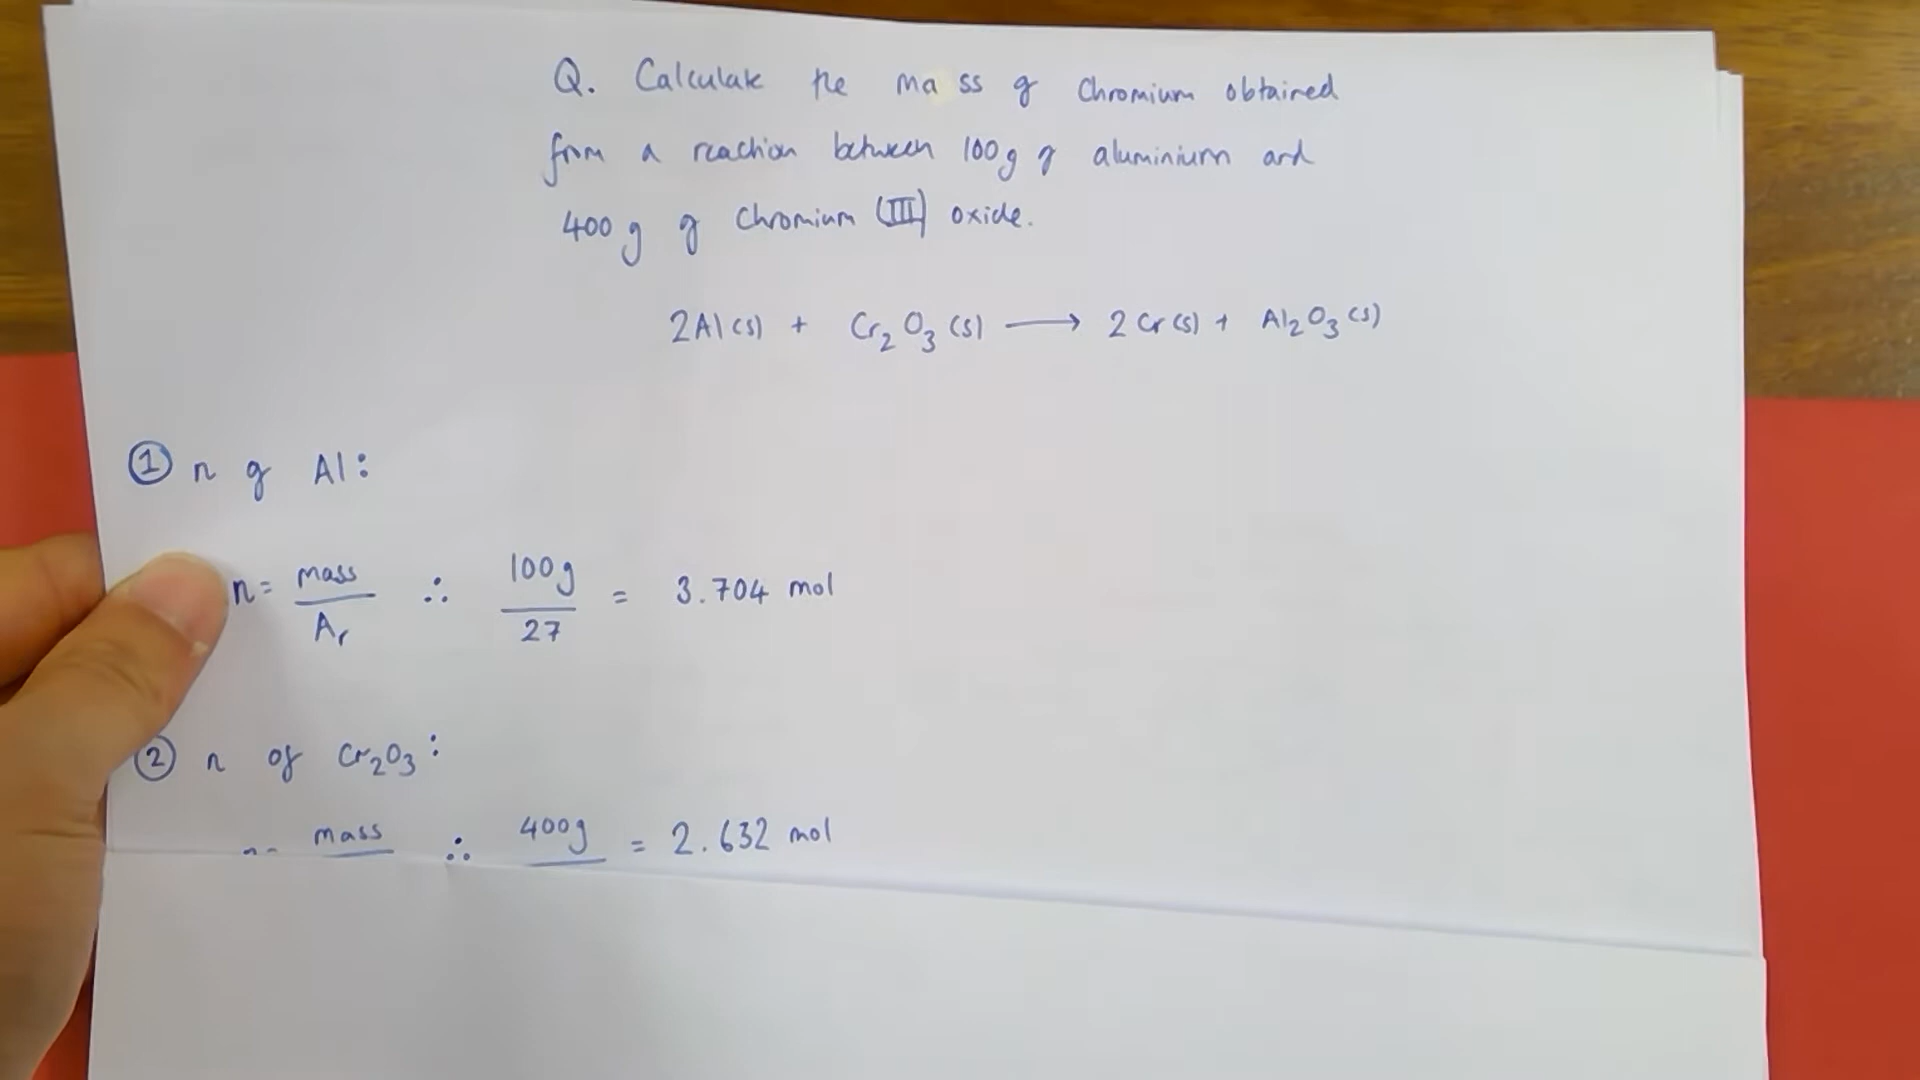 Q. Calculate the mass of chromium obtained
from a reaction between 100g of aluminium and
400g of chromium (III) oxide.
2Al(s) + Cr₂O₃(s) ⟶ 2Cr(s) + Al₂O₃(s)
① n of Al:
n = mass/Ar ∴ 100g/27 = 3.704 mol
② n of Cr₂O₃:
mass ∴ 400g = 2.632 mol